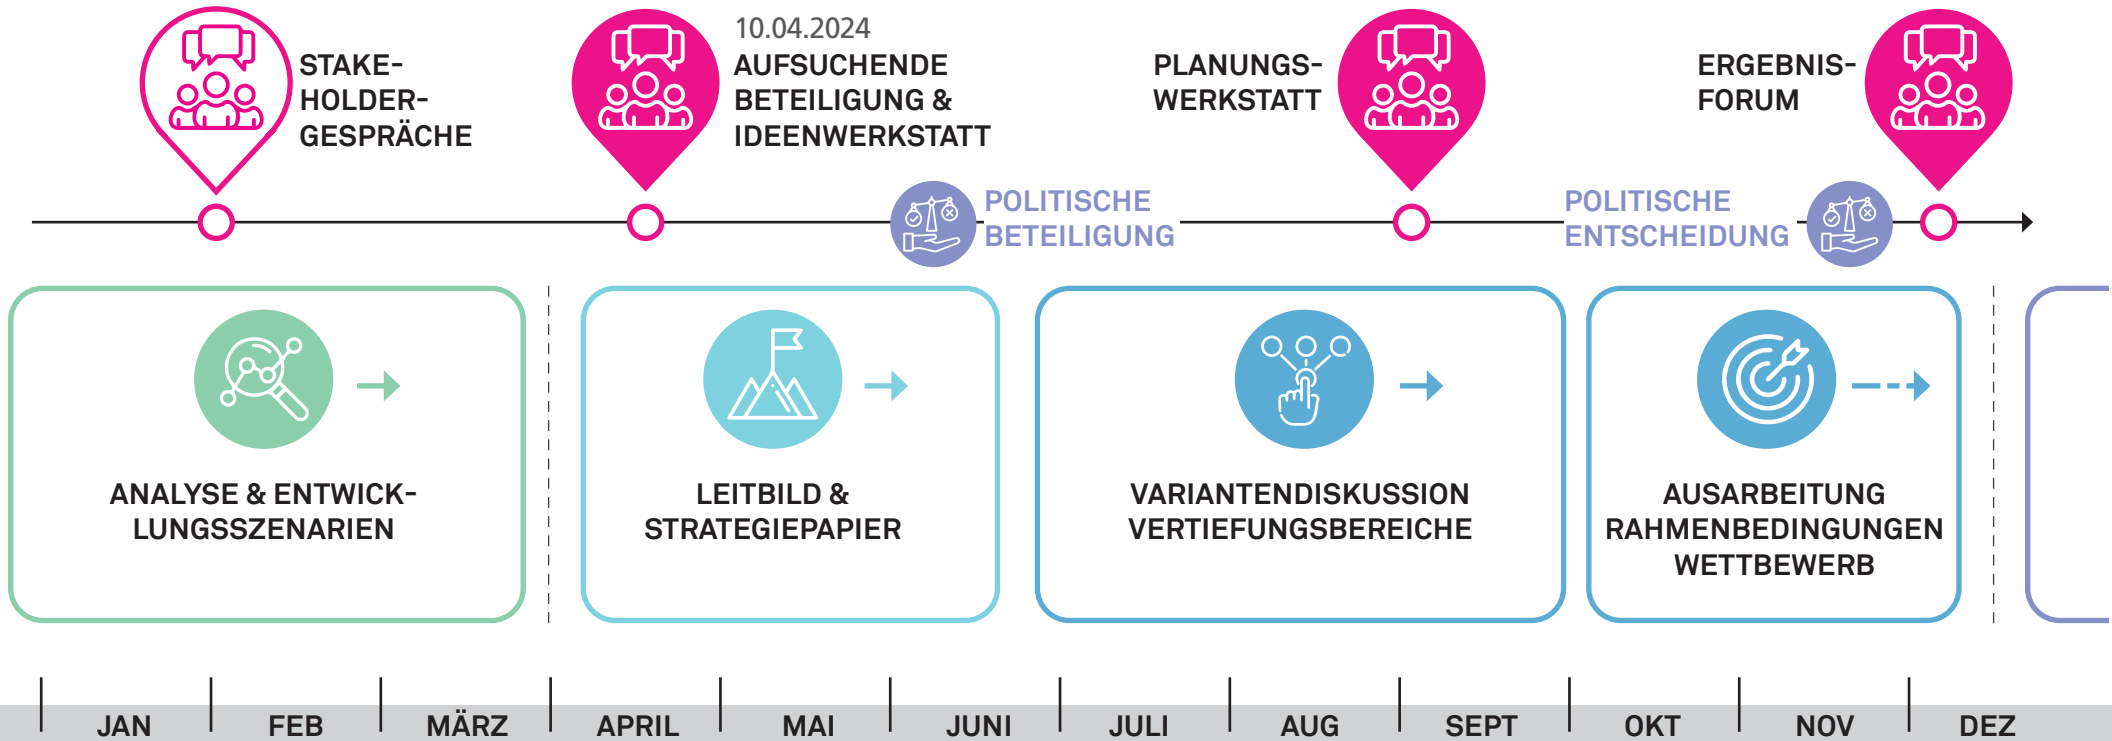 STAKE-
HOLDER-
GESPRÄCHE
10.04.2024
AUFSUCHENDE
BETEILIGUNG &
IDEENWERKSTATT
PLANUNGS-
WERKSTATT
ERGEBNIS-
FORUM
POLITISCHE
BETEILIGUNG
POLITISCHE
ENTSCHEIDUNG
ANALYSE & ENTWICK-
LUNGSSZENARIEN
LEITBILD &
STRATEGIEPAPIER
VARIANTENDISKUSSION
VERTIEFUNGSBEREICHE
AUSARBEITUNG
RAHMENBEDINGUNGEN
WETTBEWERB
JAN FEB MÄRZ APRIL MAI JUNI JULI AUG SEPT OKT NOV DEZ